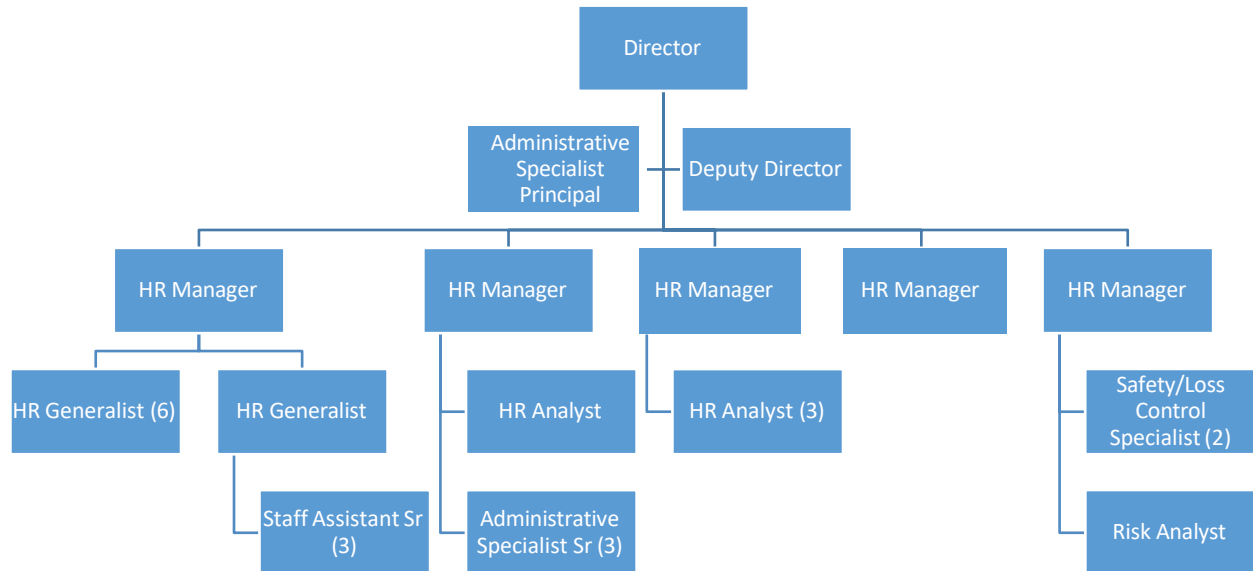 Director
Administrative
Specialist
Principal
Deputy Director
HR Manager
HR Manager
HR Manager
HR Manager
HR Manager
HR Generalist (6)
HR Generalist
HR Analyst
HR Analyst (3)
Safety/Loss
Control
Specialist (2)
Staff Assistant Sr
(3)
Administrative
Specialist Sr (3)
Risk Analyst